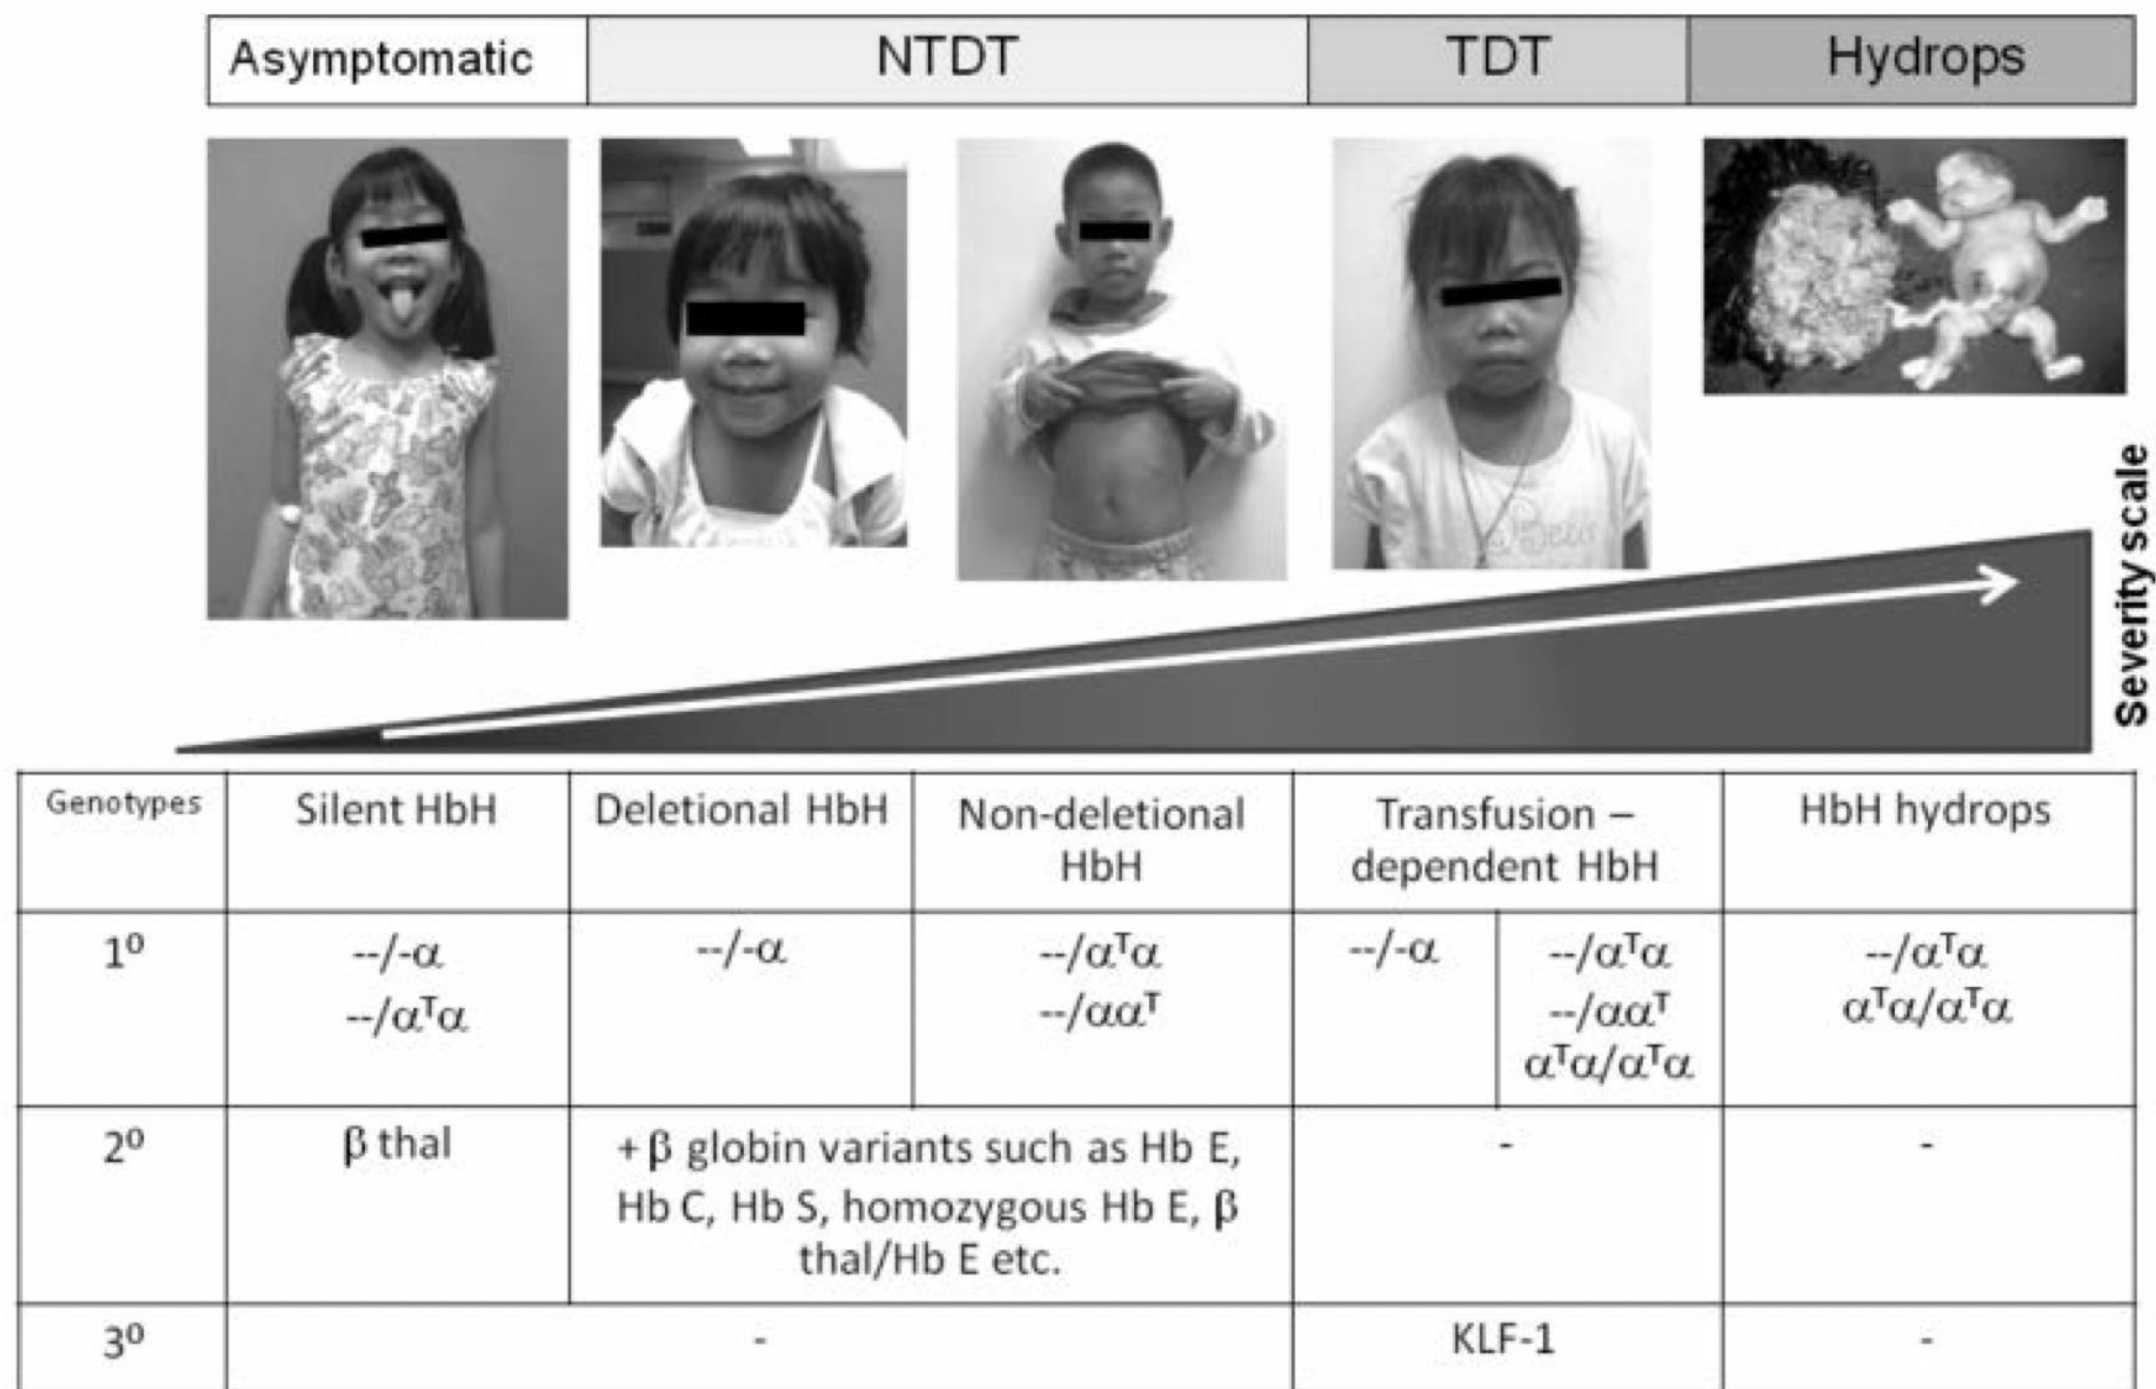 Asymptomatic NTDT TDT Hydrops
Severity scale
Genotypes Silent HbH Deletional HbH Non-deletional HbH Transfusion – dependent HbH HbH hydrops
1⁰ --/-α --/-α --/αᵀα --/-α --/αᵀα --/αᵀα
--/αᵀα --/ααᵀ --/ααᵀ αᵀα/αᵀα
αᵀα/αᵀα
2⁰ β thal + β globin variants such as Hb E, - -
Hb C, Hb S, homozygous Hb E, β
thal/Hb E etc.
3⁰ - KLF-1 -